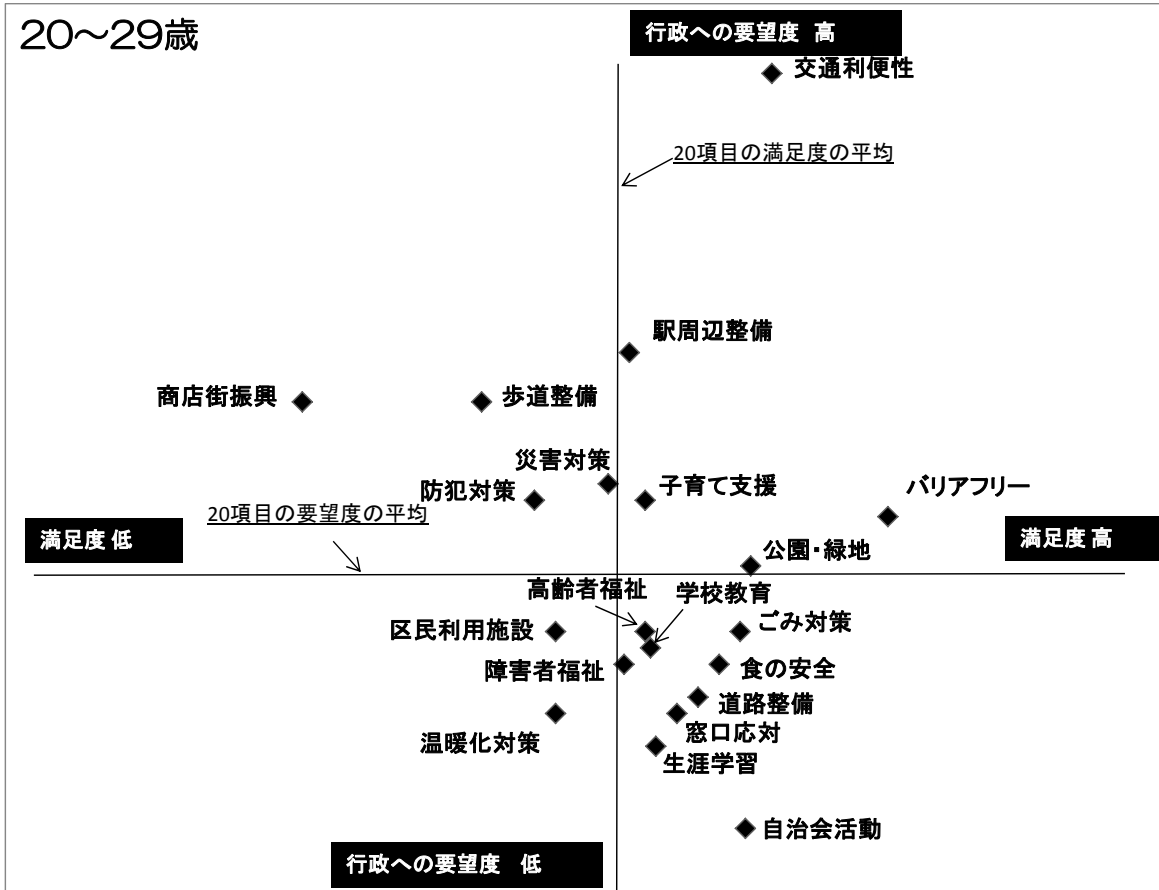 20～29歳
行政への要望度 高
交通利便性
20項目の満足度の平均
駅周辺整備
商店街振興
歩道整備
災害対策
防犯対策
子育て支援
バリアフリー
20項目の要望度の平均
満足度 低
満足度 高
公園・緑地
高齢者福祉
学校教育
区民利用施設
ごみ対策
障害者福祉
食の安全
道路整備
窓口応対
温暖化対策
生涯学習
自治会活動
行政への要望度 低